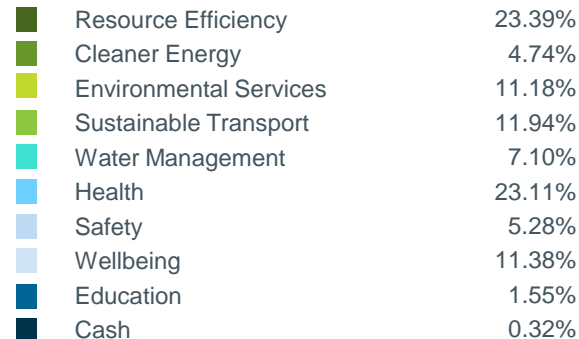 Resource Efficiency 23.39%
Cleaner Energy 4.74%
Environmental Services 11.18%
Sustainable Transport 11.94%
Water Management 7.10%
Health 23.11%
Safety 5.28%
Wellbeing 11.38%
Education 1.55%
Cash 0.32%